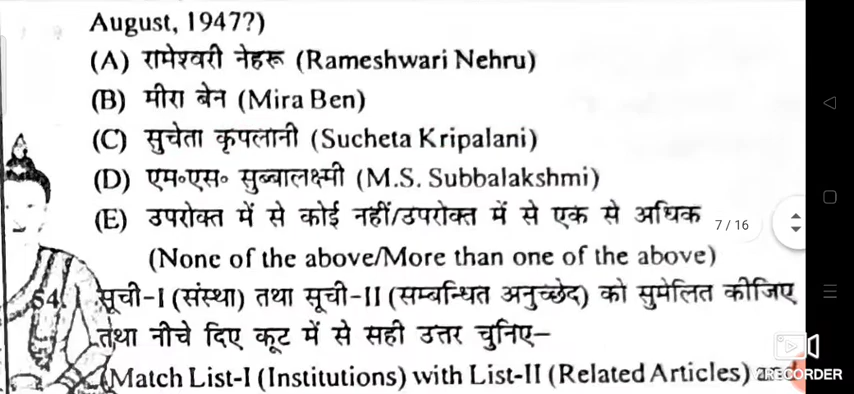 August, 1947?)
(A) रामेश्वरी नेहरू (Rameshwari Nehru)
(B) मीरा बेन (Mira Ben)
(C) सुचेता कृपलानी (Sucheta Kripalani)
(D) एम॰एस॰ सुब्बालक्ष्मी (M.S. Subbalakshmi)
(E) उपरोक्त में से कोई नहीं/उपरोक्त में से एक से अधिक
7 / 16
(None of the above/More than one of the above)
54. सूची-I (संस्था) तथा सूची-II (सम्बन्धित अनुच्छेद) को सुमेलित कीजिए
तथा नीचे दिए कूट में से सही उत्तर चुनिए–
(Match List-I (Institutions) with List-II (Related Articles)
RECORDER